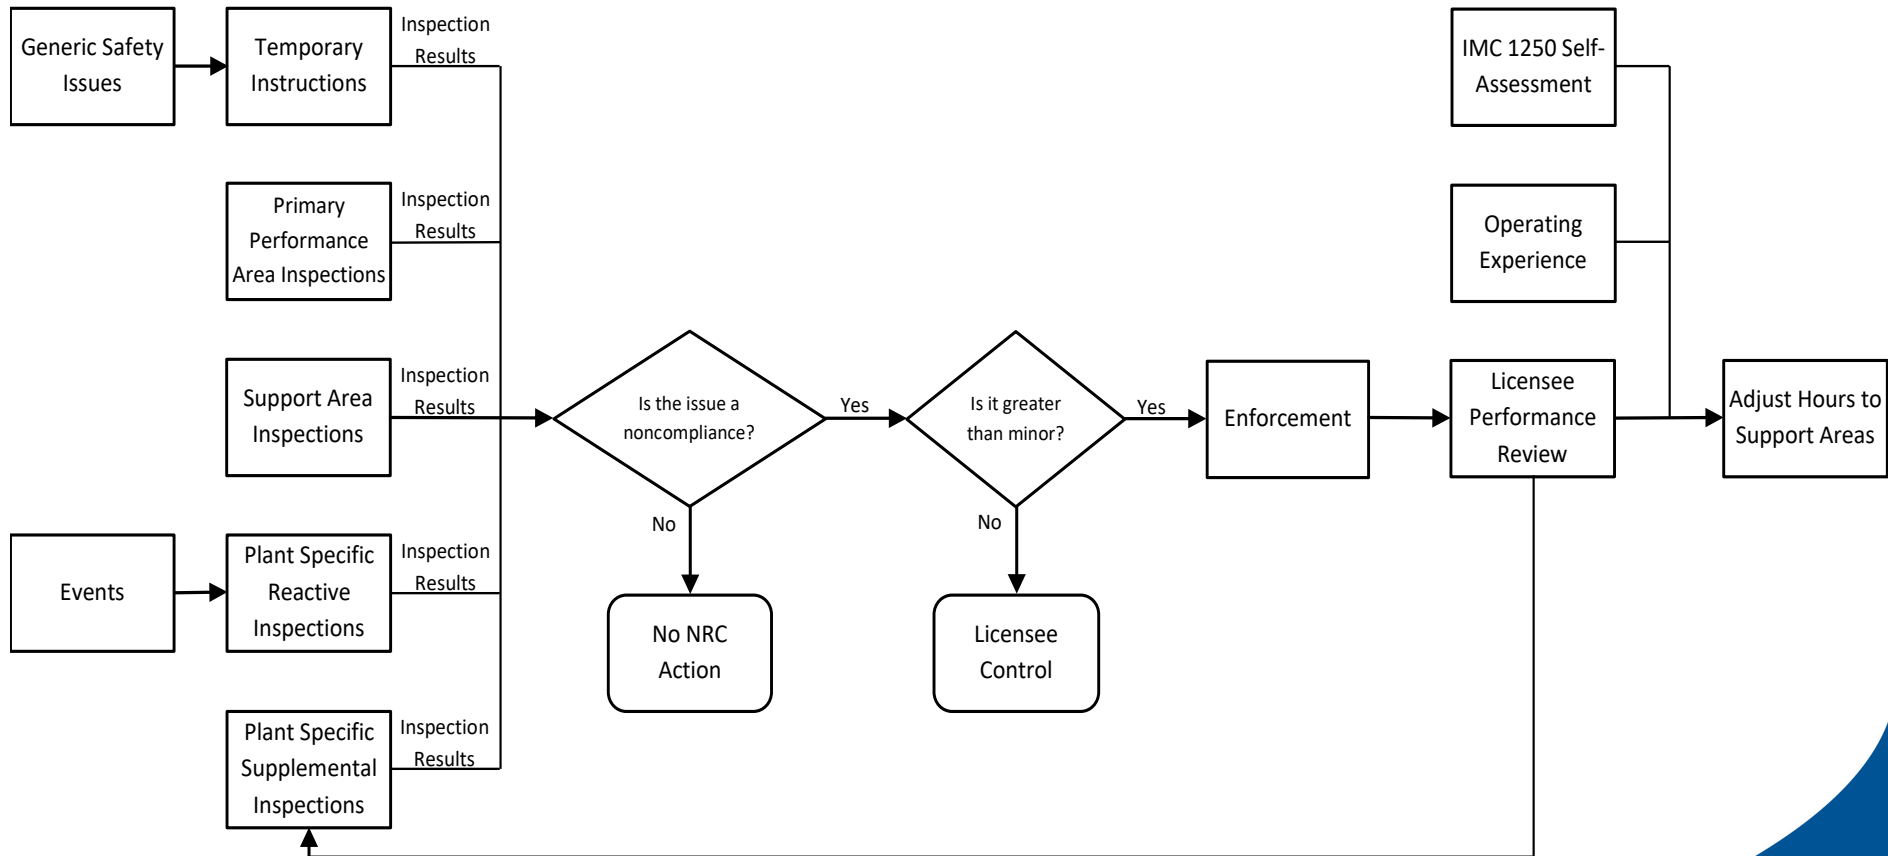 Generic Safety
Issues
Temporary
Instructions
Inspection
Results
IMC 1250 Self-
Assessment
Primary
Performance
Area Inspections
Inspection
Results
Operating
Experience
Support Area
Inspections
Inspection
Results
Is the issue a
noncompliance?
Yes
No
Is it greater
than minor?
Yes
No
Enforcement
Licensee
Performance
Review
Adjust Hours to
Support Areas
Events
Plant Specific
Reactive
Inspections
Inspection
Results
No NRC
Action
Licensee
Control
Plant Specific
Supplemental
Inspections
Inspection
Results